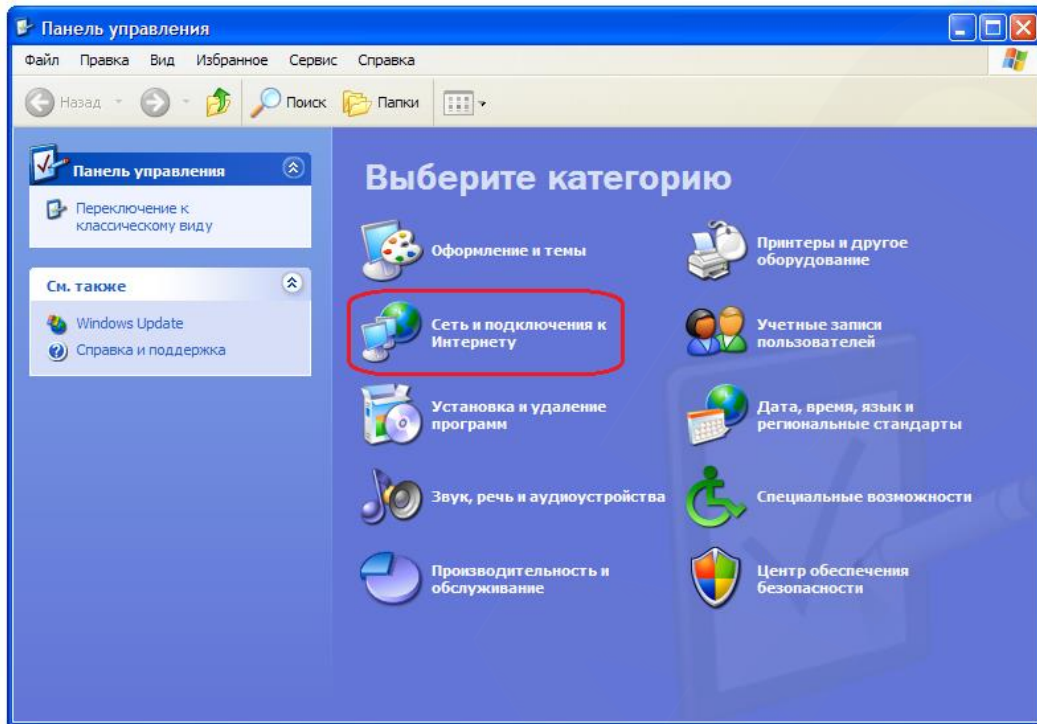 Панель управления
Файл Правка Вид Избранное Сервис Справка
Назад Поиск Папки
Панель управления
Переключение к
классическому виду
См. также
Windows Update
Справка и поддержка
Выберите категорию
Оформление и темы
Принтеры и другое
оборудование
Сеть и подключения к
Интернету
Учетные записи
пользователей
Установка и удаление
программ
Дата, время, язык и
региональные стандарты
Звук, речь и аудиоустройства
Специальные возможности
Производительность и
обслуживание
Центр обеспечения
безопасности